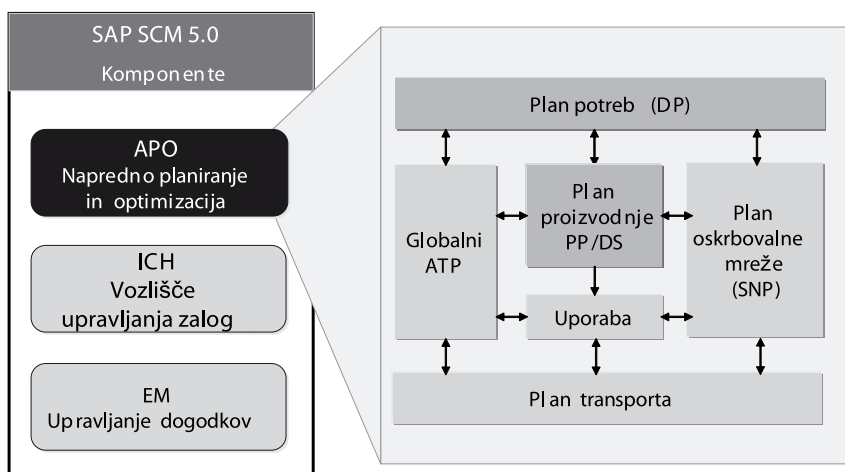 SAP SCM 5.0
Komponente
APO
Napredno planiranje
in optimizacija
ICH
Vozlišče
upravljanja zalog
EM
Upravljanje dogodkov
Plan potreb (DP)
Globalni
ATP
Plan
proizvodnje
PP/DS
Uporaba
Plan
oskrbovalne
mreže
(SNP)
Plan transporta